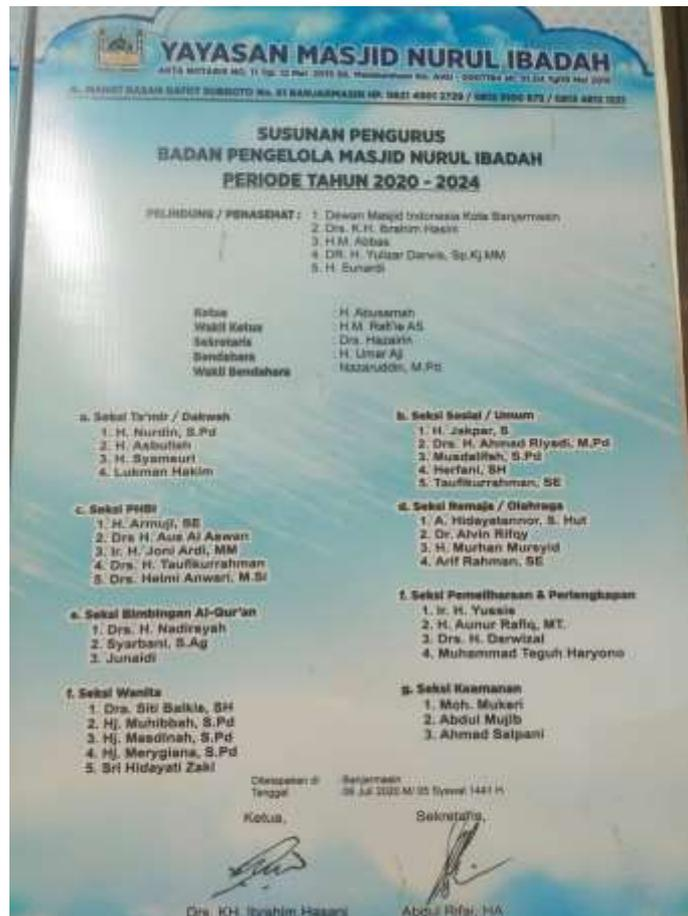 YAYASAN MASJID NURUL IBADAH
SUSUNAN PENGURUS
BADAN PENGELOLA MASJID NURUL IBADAH
PERIODE TAHUN 2020 - 2024
PELINDUNG / PENASEHAT : 1. Dewan Masjid Indonesia Kota Banjarmasin
2. Drs. K.H. Ibrahim Hasini
3. H.M. Abbas
4. DR. H. Yulizar Darwis, Sp.Kj.MM
5. H. Sunardi
Ketua : H. Abusamah
Wakil Ketua : H.M. Rafi'ie AS
Sekretaris : Drs. Hazairin
Bendahara : H. Umar Aji
Wakil Bendahara : Nazaruddin, M.Pd
a. Seksi Ta'mir / Dakwah
1. H. Nurdin, S.Pd
2. H. Asbullah
3. H. Syamsuri
4. Lukman Hakim
b. Seksi Sosial / Umum
1. H. Jakpar, S
2. Drs. H. Ahmad Riyadi, M.Pd
3. Musdalifah, S.Pd
4. Herfani, SH
5. Taufikurrahman, SE
c. Seksi PHBI
1. H. Armuji, SE
2. Drs H. Aus Al Aswan
3. Ir. H. Joni Ardi, MM
4. Drs. H. Taufikurrahman
5. Drs. Helmi Anwari, M.Si
d. Seksi Remaja / Olahraga
1. A. Hidayatannor, S. Hut
2. Dr. Alvin Rifqy
3. H. Murhan Mursyid
4. Arif Rahman, SE
e. Seksi Bimbingan Al-Qur'an
1. Drs. H. Nadirsyah
2. Syarbani, S.Ag
3. Junaidi
f. Seksi Pemeliharaan & Perlengkapan
1. Ir. H. Yussie
2. H. Aunur Rafiq, MT.
3. Drs. H. Darwizal
4. Muhammad Teguh Haryono
f. Seksi Wanita
1. Dra. Siti Balkis, SH
2. Hj. Muhibbah, S.Pd
3. Hj. Masdinah, S.Pd
4. Hj. Merygiana, S.Pd
5. Sri Hidayati Zaki
g. Seksi Keamanan
1. Moh. Mukeri
2. Abdul Mujib
3. Ahmad Saipani
Ditetapkan di : Banjarmasin
Tanggal : Juli 2020 M/ Syawal 1441 H
Ketua, Sekretaris,
Drs. KH. Ibrahim Hasani Abdul Rifai, HA